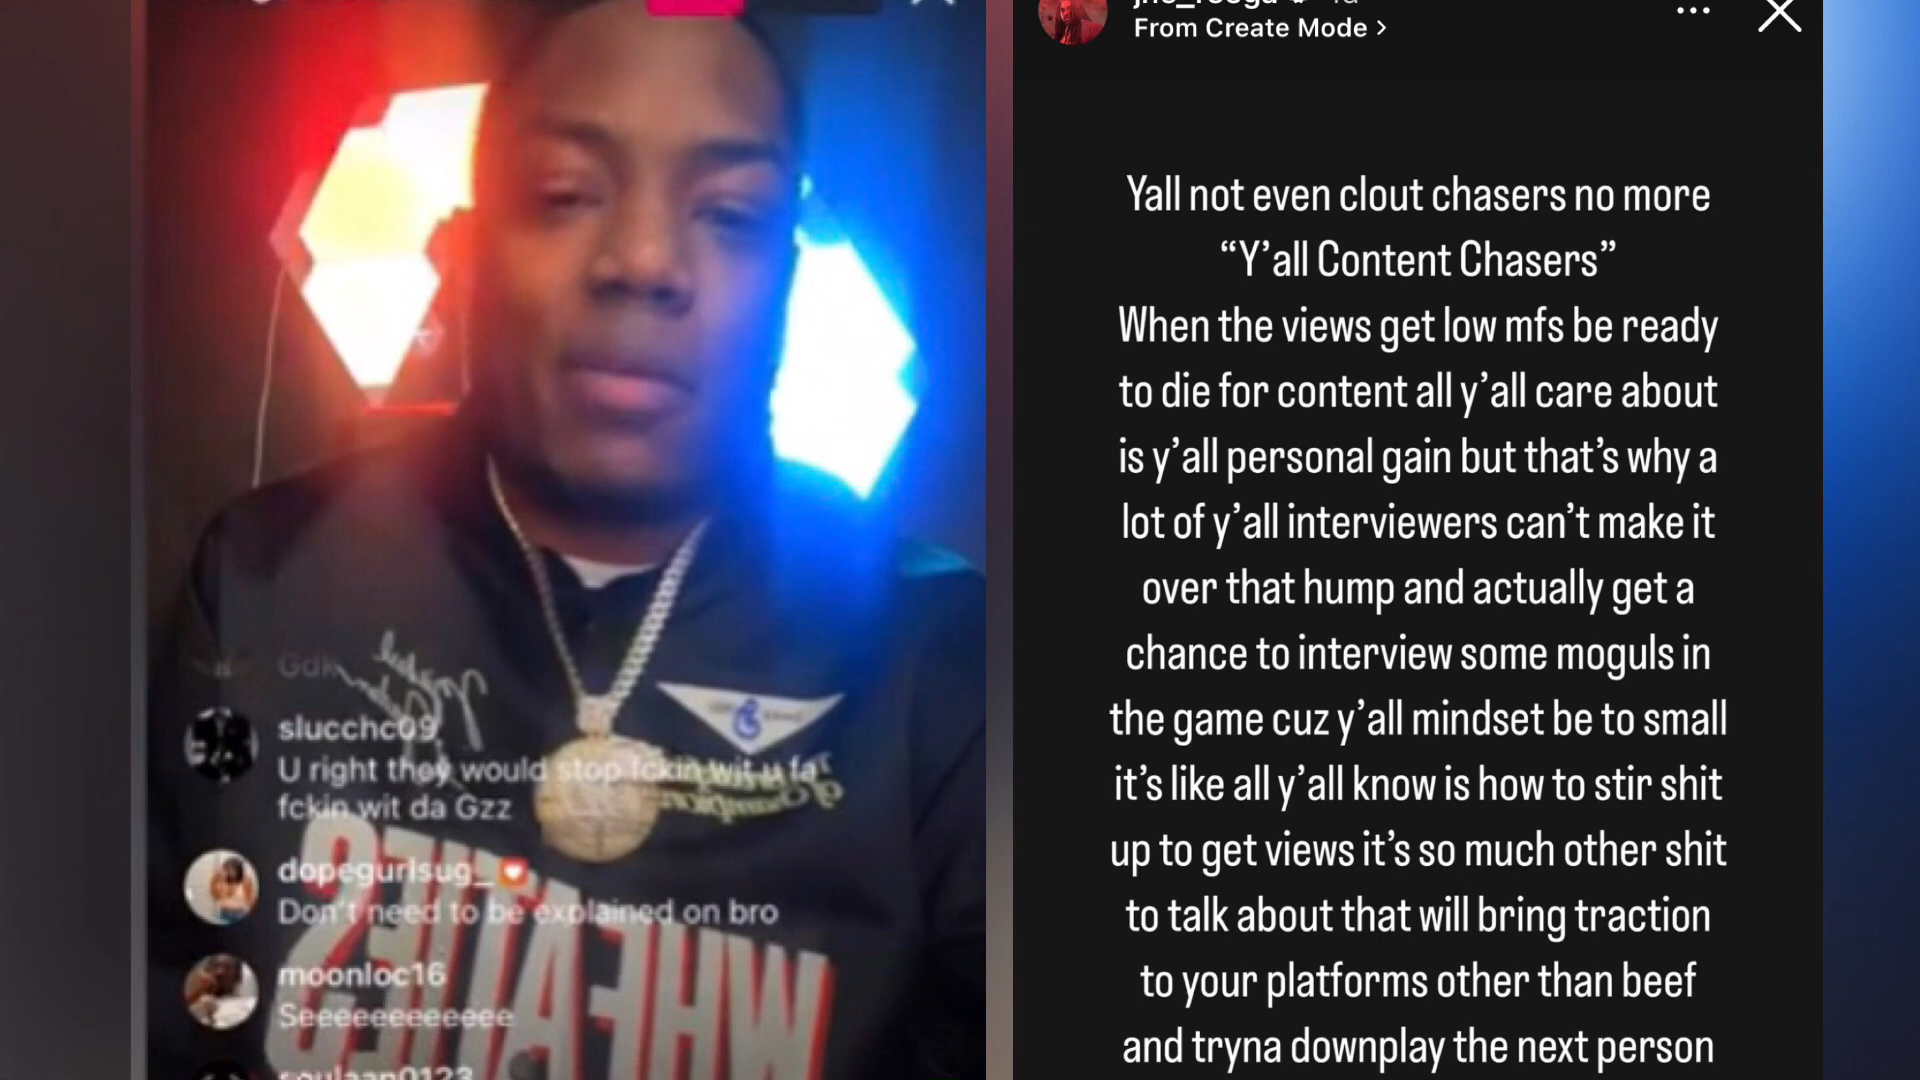 Gdk
slucchc09
U right they would stop fckin wit u fa
fckin wit da Gzz
dopegurlsug_
Don't need to be explained on bro
moonloc16
Seeeeeeeeeeee
WHEATIES
From Create Mode >
Yall not even clout chasers no more
“Y’all Content Chasers”
When the views get low mfs be ready
to die for content all y’all care about
is y’all personal gain but that’s why a
lot of y’all interviewers can’t make it
over that hump and actually get a
chance to interview some moguls in
the game cuz y’all mindset be to small
it’s like all y’all know is how to stir shit
up to get views it’s so much other shit
to talk about that will bring traction
to your platforms other than beef
and tryna downplay the next person